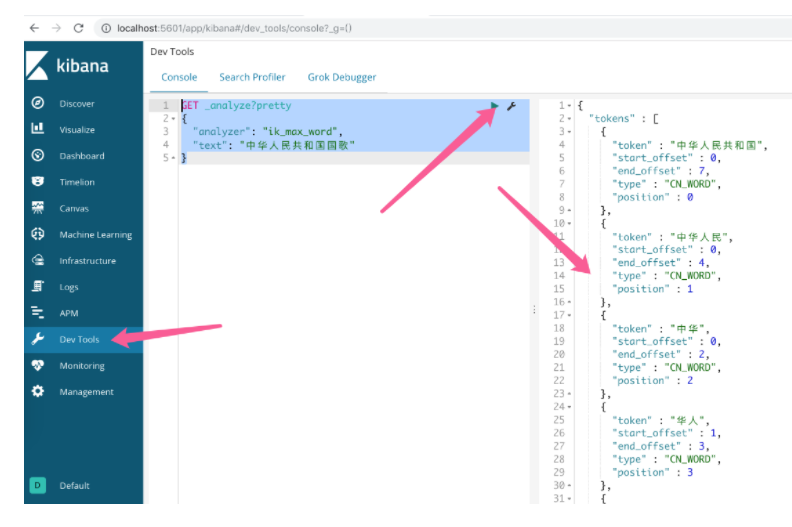 localhost:5601/app/kibana#/dev_tools/console?_g=()
kibana
Discover
Visualize
Dashboard
Timelion
Canvas
Machine Learning
Infrastructure
Logs
APM
Dev Tools
Monitoring
Management
D
Default
Dev Tools
Console Search Profiler Grok Debugger
1 GET _analyze?pretty
2 {
3 "analyzer": "ik_max_word",
4 "text": "中华人民共和国国歌"
5 }
1 {
2 "tokens" : [
3 {
4 "token" : "中华人民共和国",
5 "start_offset" : 0,
6 "end_offset" : 7,
7 "type" : "CN_WORD",
8 "position" : 0
9 },
10 {
11 "token" : "中华人民",
12 "start_offset" : 0,
13 "end_offset" : 4,
14 "type" : "CN_WORD",
15 "position" : 1
16 },
17 {
18 "token" : "中华",
19 "start_offset" : 0,
20 "end_offset" : 2,
21 "type" : "CN_WORD",
22 "position" : 2
23 },
24 {
25 "token" : "华人",
26 "start_offset" : 1,
27 "end_offset" : 3,
28 "type" : "CN_WORD",
29 "position" : 3
30 },
31 {